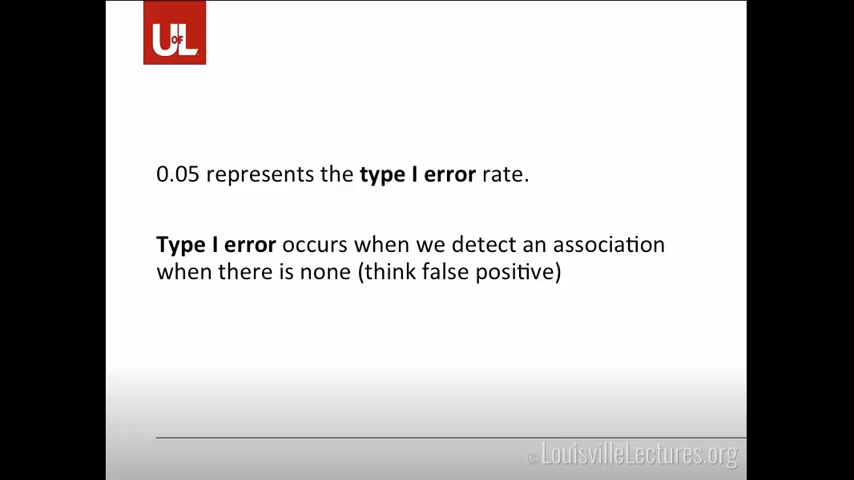 UofL
0.05 represents the type I error rate.
Type I error occurs when we detect an association
when there is none (think false positive)
© LouisvilleLectures.org